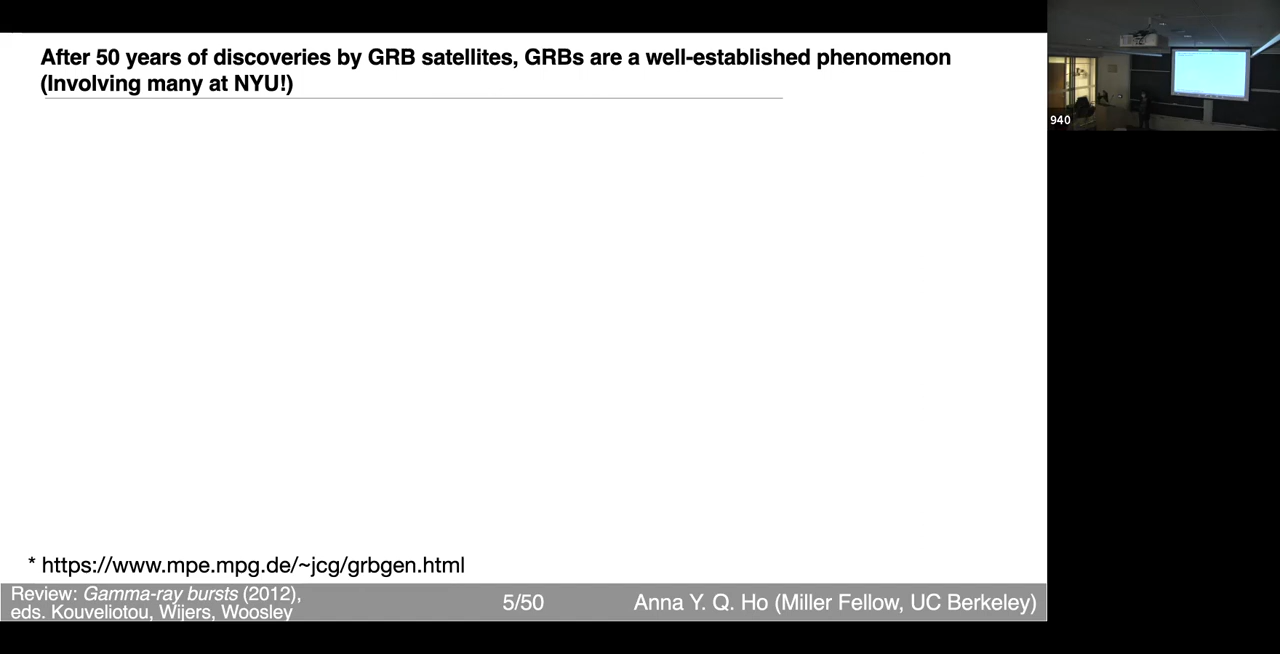 After 50 years of discoveries by GRB satellites, GRBs are a well-established phenomenon
(Involving many at NYU!)
940
* https://www.mpe.mpg.de/~jcg/grbgen.html
Review: Gamma-ray bursts (2012),
eds. Kouveliotou, Wijers, Woosley
5/50
Anna Y. Q. Ho (Miller Fellow, UC Berkeley)